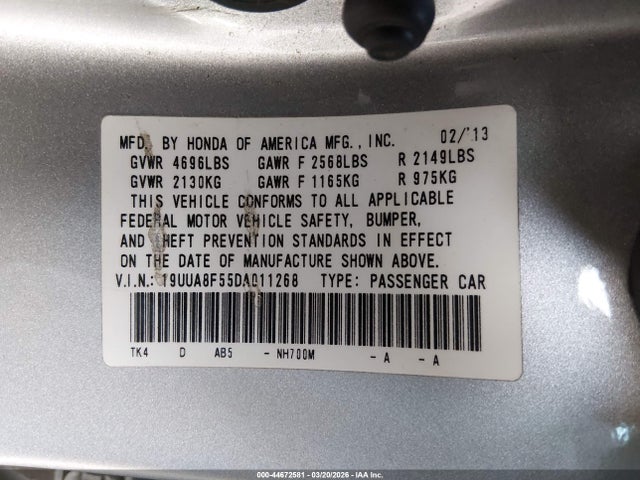 MFD. BY HONDA OF AMERICA MFG., INC. 02/'13
GVWR 4696LBS GAWR F 2568LBS R 2149LBS
GVWR 2130KG GAWR F 1165KG R 975KG
THIS VEHICLE CONFORMS TO ALL APPLICABLE
FEDERAL MOTOR VEHICLE SAFETY, BUMPER,
AND THEFT PREVENTION STANDARDS IN EFFECT
ON THE DATE OF MANUFACTURE SHOWN ABOVE.
V.I.N.: 19UUA8F55DA011268 TYPE: PASSENGER CAR
TK4 D AB5 - NH700M - A - A
000-44672581 | 03/20/2026 | IAA Inc.